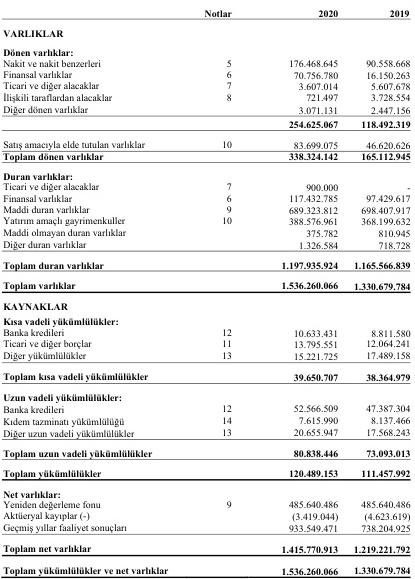 Notlar 2020 2019
VARLIKLAR
Dönen varlıklar:
Nakit ve nakit benzerleri 5 176.468.645 90.558.668
Finansal varlıklar 6 70.756.780 16.150.263
Ticari ve diğer alacaklar 7 3.607.014 5.607.678
İlişkili taraflardan alacaklar 8 721.497 3.728.554
Diğer dönen varlıklar 3.071.131 2.447.156
254.625.067 118.492.319
Satış amacıyla elde tutulan varlıklar 10 83.699.075 46.620.626
Toplam dönen varlıklar 338.324.142 165.112.945
Duran varlıklar:
Ticari ve diğer alacaklar 7 900.000 -
Finansal varlıklar 6 117.432.785 97.429.617
Maddi duran varlıklar 9 689.323.812 698.407.917
Yatırım amaçlı gayrimenkuller 10 388.576.961 368.199.632
Maddi olmayan duran varlıklar 375.782 810.945
Diğer duran varlıklar 1.326.584 718.728
Toplam duran varlıklar 1.197.935.924 1.165.566.839
Toplam varlıklar 1.536.260.066 1.330.679.784
KAYNAKLAR
Kısa vadeli yükümlülükler:
Banka kredileri 12 10.633.431 8.811.580
Ticari ve diğer borçlar 11 13.795.551 12.064.241
Diğer yükümlülükler 13 15.221.725 17.489.158
Toplam kısa vadeli yükümlülükler 39.650.707 38.364.979
Uzun vadeli yükümlülükler:
Banka kredileri 12 52.566.509 47.387.304
Kıdem tazminatı yükümlülüğü 14 7.615.990 8.137.466
Diğer uzun vadeli yükümlülükler 13 20.655.947 17.568.243
Toplam uzun vadeli yükümlülükler 80.838.446 73.093.013
Toplam yükümlülükler 120.489.153 111.457.992
Net varlıklar:
Yeniden değerleme fonu 9 485.640.486 485.640.486
Aktüeryal kayıplar (-) (3.419.044) (4.623.619)
Geçmiş yıllar faaliyet sonuçları 933.549.471 738.204.925
Toplam net varlıklar 1.415.770.913 1.219.221.792
Toplam yükümlülükler ve net varlıklar 1.536.260.066 1.330.679.784